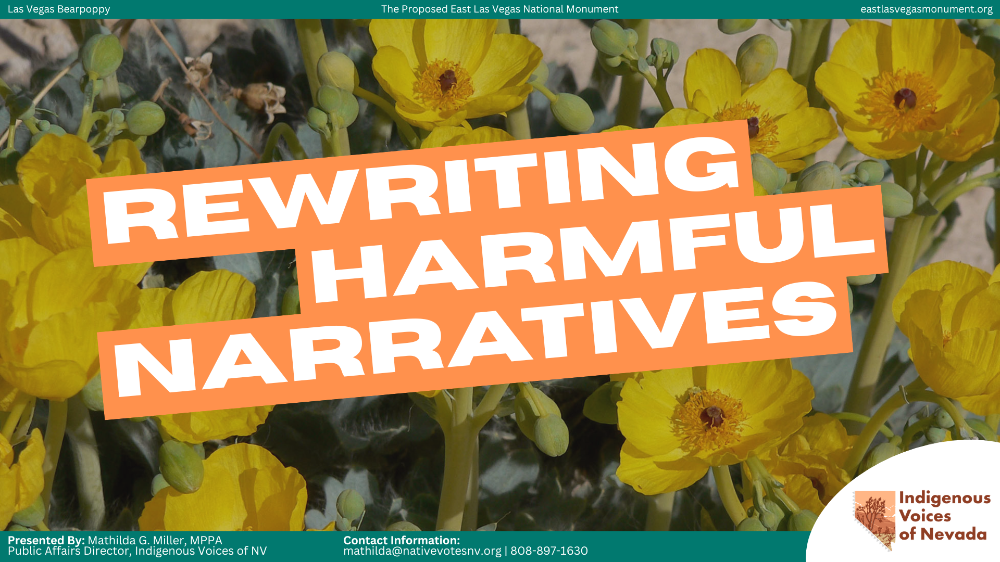 Las Vegas Bearpoppy
The Proposed East Las Vegas National Monument
eastlasvegasmonument.org
REWRITING
HARMFUL
NARRATIVES
Presented By: Mathilda G. Miller, MPPA
Public Affairs Director, Indigenous Voices of NV
Contact Information:
mathilda@nativevotesnv.org | 808-897-1630
Indigenous
Voices
of Nevada